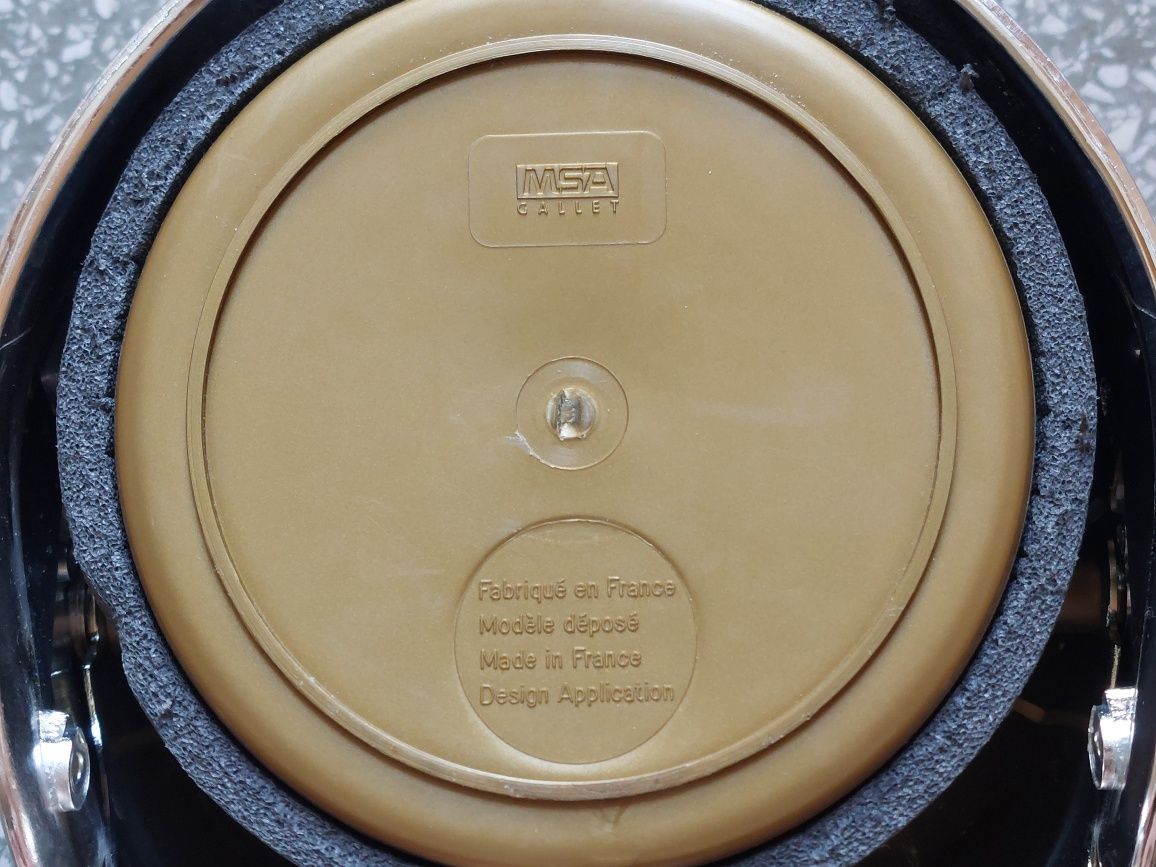 MSA
GALLET
Fabriqué en France
Modèle déposé
Made in France
Design Application